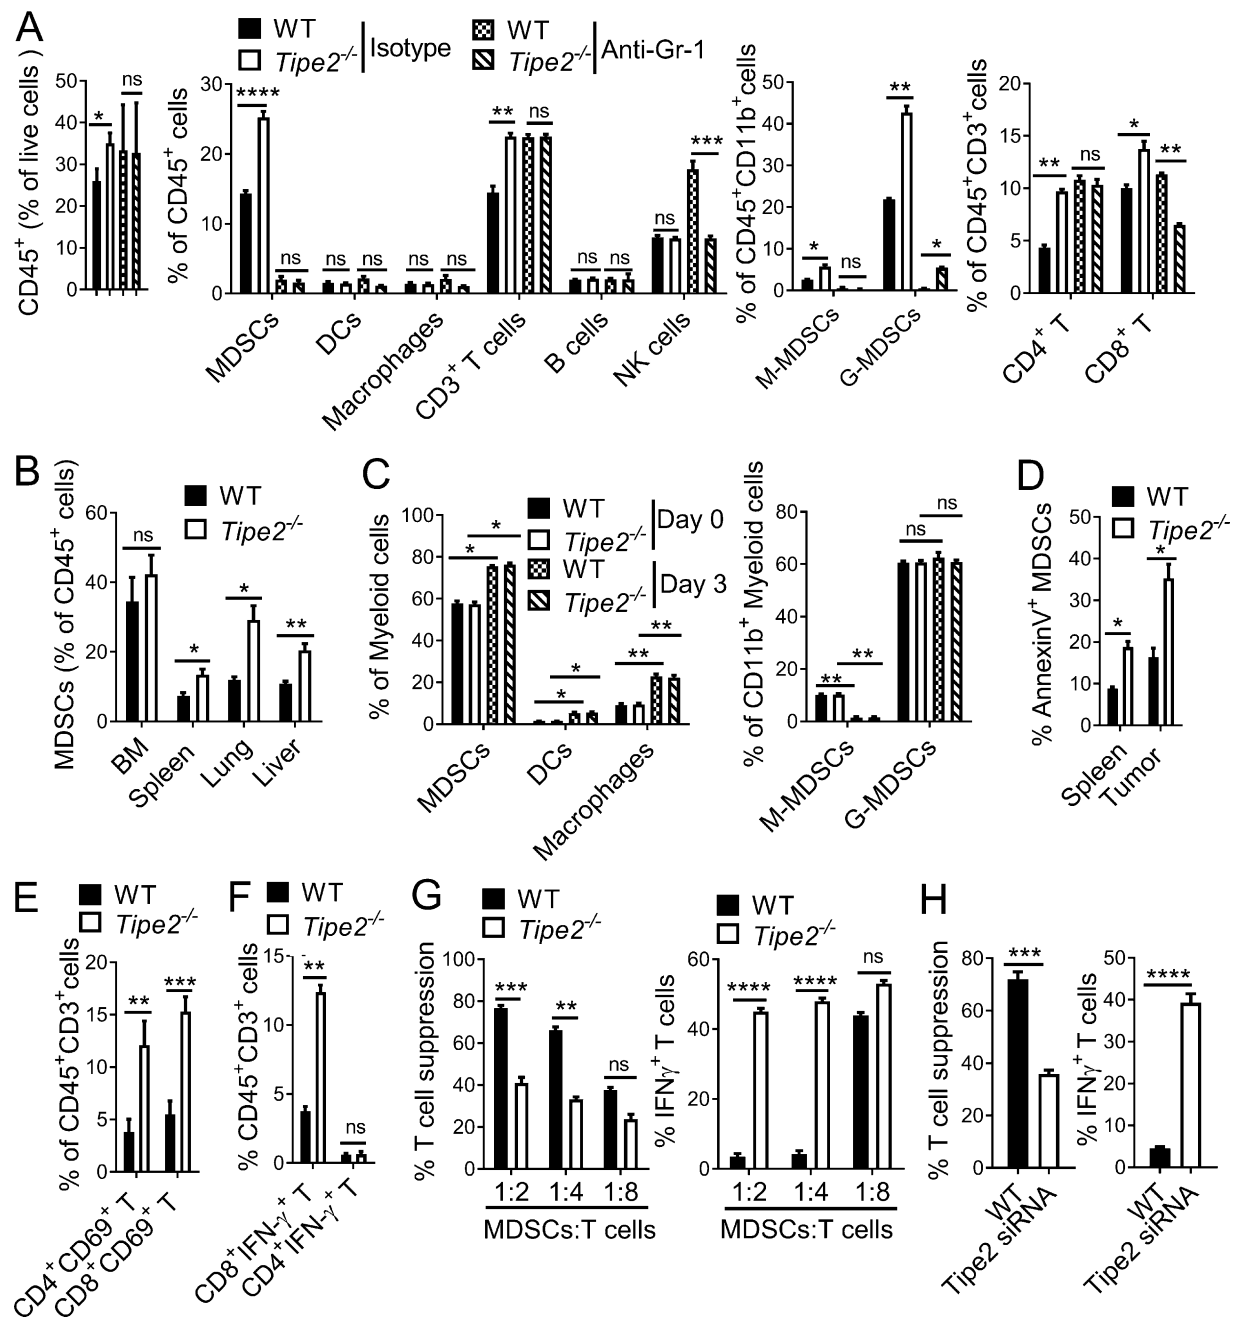 A
WT
Tipe2-/-
Isotype
WT
Tipe2-/-
Anti-Gr-1
CD45+ (% of live cells )
50
40
30
20
10
0
*
ns
% of CD45+ cells
30
20
10
0
****
ns
ns
ns
ns
ns
**
ns
ns
ns
ns
***
MDSCs
DCs
Macrophages
CD3+ T cells
B cells
NK cells
% of CD45+CD11b+cells
50
40
30
20
10
0
*
ns
**
*
M-MDSCs
G-MDSCs
% of CD45+CD3+cells
20
15
10
5
0
**
ns
*
**
CD4+ T
CD8+ T
B
WT
Tipe2-/-
MDSCs (% of CD45+ cells)
60
40
20
0
ns
*
*
**
BM
Spleen
Lung
Liver
C
WT
Tipe2-/-
Day 0
WT
Tipe2-/-
Day 3
% of Myeloid cells
100
80
60
40
20
0
*
*
*
*
**
**
MDSCs
DCs
Macrophages
% of CD11b+ Myeloid cells
80
60
40
20
0
**
**
ns
ns
M-MDSCs
G-MDSCs
D
WT
Tipe2-/-
% AnnexinV+ MDSCs
50
40
30
20
10
0
*
*
Spleen
Tumor
E
WT
Tipe2-/-
% of CD45+CD3+cells
20
15
10
5
0
**
***
CD4+CD69+ T
CD8+CD69+ T
F
WT
Tipe2-/-
% CD45+CD3+ cells
15
10
5
0
**
ns
CD8+IFN-γ+ T
CD4+IFN-γ+ T
G
WT
Tipe2-/-
% T cell suppression
100
80
60
40
20
0
***
**
ns
1:2 1:4 1:8
MDSCs:T cells
WT
Tipe2-/-
% IFNγ+ T cells
60
40
20
0
****
****
ns
1:2 1:4 1:8
MDSCs:T cells
H
% T cell suppression
80
60
40
20
0
***
WT
Tipe2 siRNA
% IFNγ+ T cells
50
40
30
20
10
0
****
WT
Tipe2 siRNA